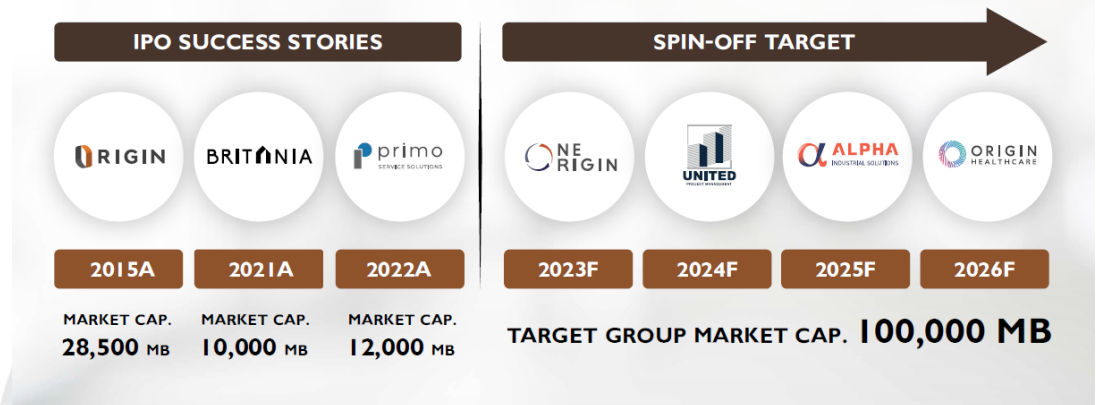 IPO SUCCESS STORIES
SPIN-OFF TARGET
ORIGIN
BRITANIA
primo
SERVICE SOLUTIONS
ONE
ORIGIN
UNITED
PROJECT MANAGEMENT
ALPHA
INDUSTRIAL SOLUTIONS
ORIGIN
HEALTHCARE
2015A
2021A
2022A
2023F
2024F
2025F
2026F
MARKET CAP.
28,500 MB
MARKET CAP.
10,000 MB
MARKET CAP.
12,000 MB
TARGET GROUP MARKET CAP. 100,000 MB